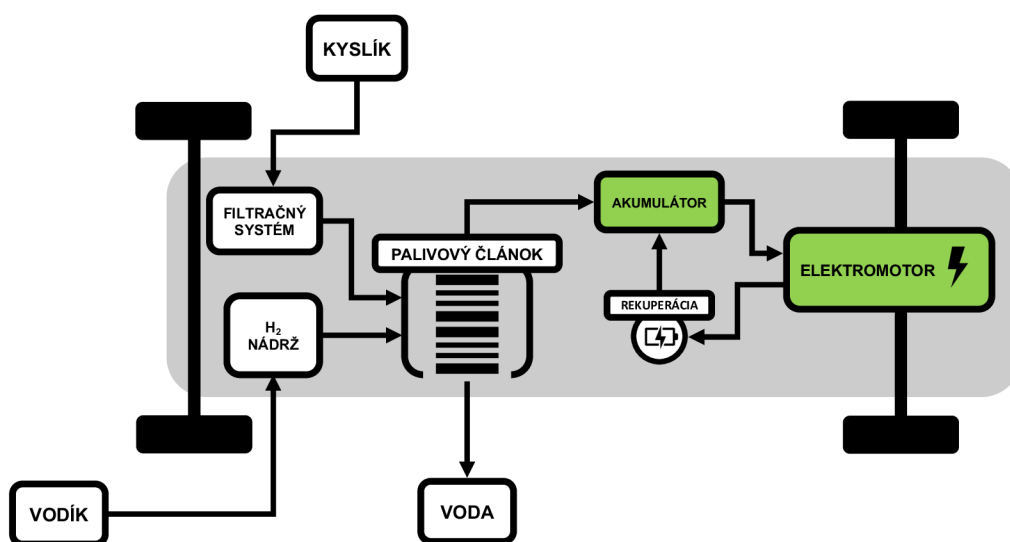 KYSLÍK
FILTRAČNÝ
SYSTÉM
AKUMULÁTOR
PALIVOVÝ ČLÁNOK
ELEKTROMOTOR
REKUPERÁCIA
H₂
NÁDRŽ
VODÍK
VODA